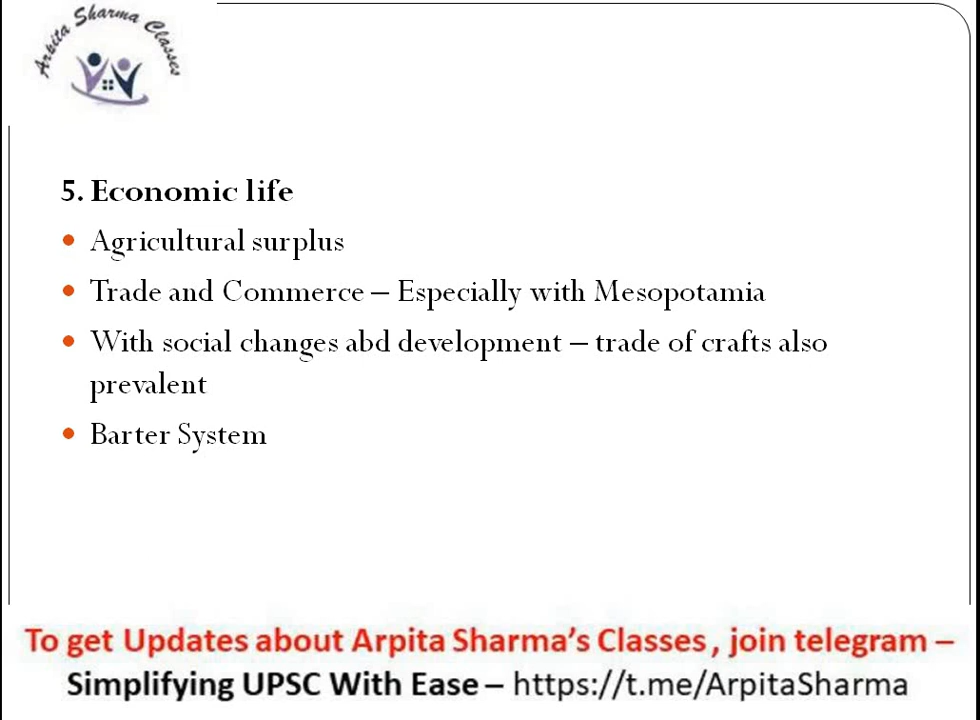 Arpita Sharma Classes
5. Economic life
• Agricultural surplus
• Trade and Commerce – Especially with Mesopotamia
• With social changes abd development – trade of crafts also
prevalent
• Barter System
To get Updates about Arpita Sharma's Classes, join telegram –
Simplifying UPSC With Ease – https://t.me/ArpitaSharma